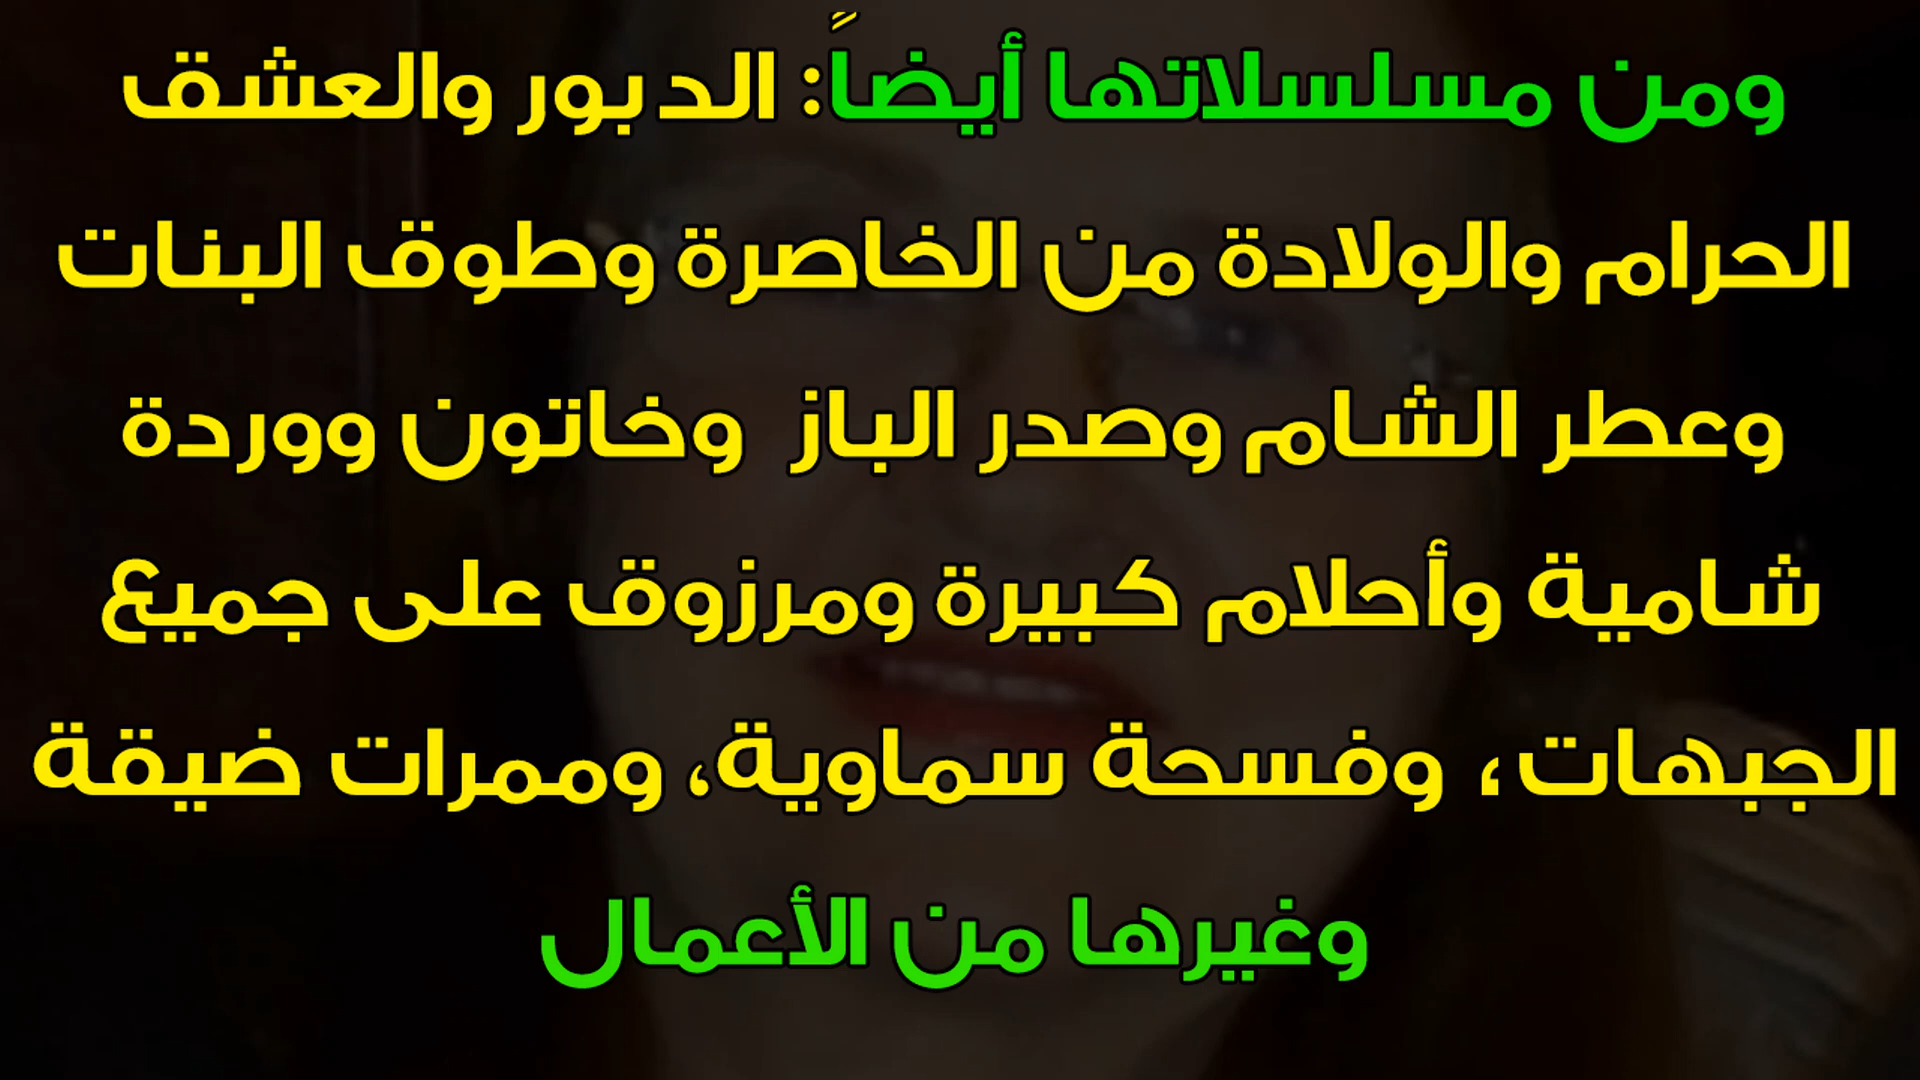 ومن مسلسلاتها أيضاً: الدبور والعشق
الحرام والولادة من الخاصرة وطوق البنات
وعطر الشام وصدر الباز وخاتون ووردة
شامية وأحلام كبيرة ومرزوق على جميع
الجبهات، وفسحة سماوية، وممرات ضيقة
وغيرها من الأعمال